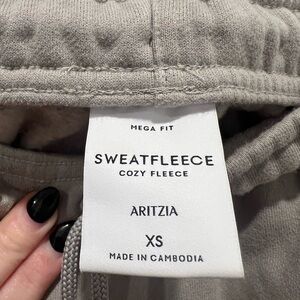 MEGA FIT
SWEATFLEECE
COZY FLEECE
ARITZIA
XS
MADE IN CAMBODIA